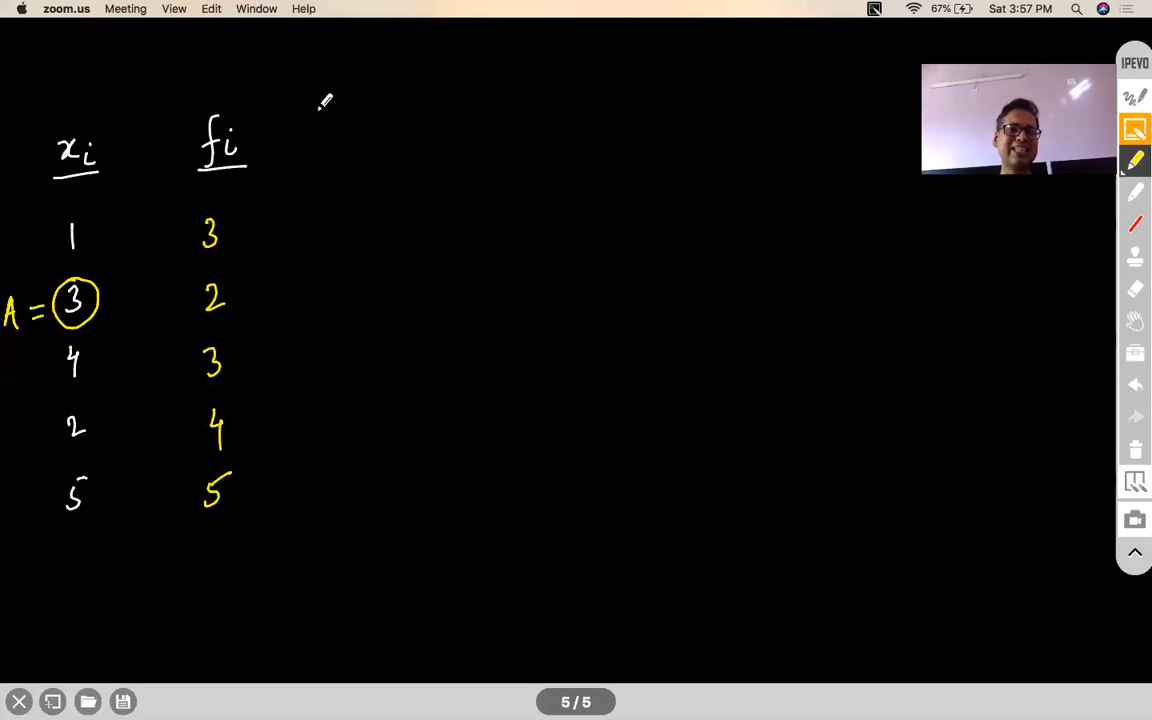 zoom.us Meeting View Edit Window Help 67% Sat 3:57 PM
IPEVO
xi fi
1 3
A = 3 2
4 3
2 4
5 5
5 / 5